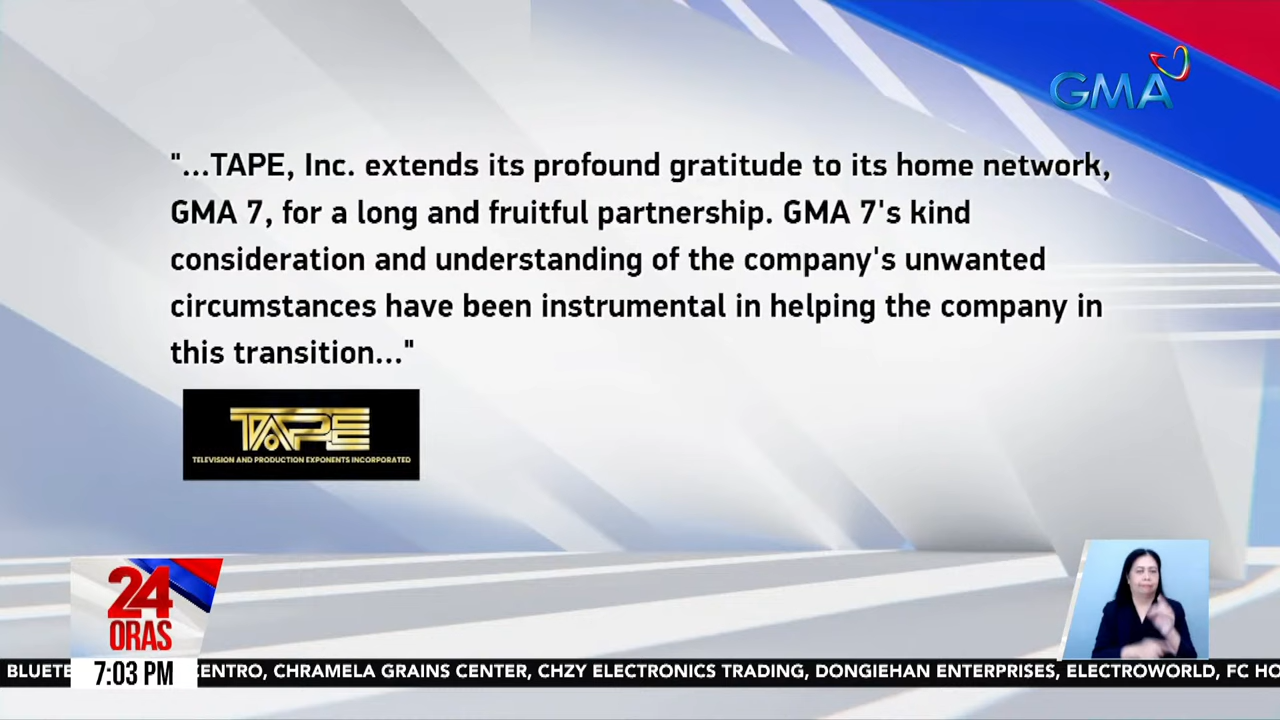 GMA
"...TAPE, Inc. extends its profound gratitude to its home network,
GMA 7, for a long and fruitful partnership. GMA 7's kind
consideration and understanding of the company's unwanted
circumstances have been instrumental in helping the company in
this transition..."
TAPE
TELEVISION AND PRODUCTION EXPONENTS INCORPORATED
24
ORAS
7:03 PM
CHRAMELA GRAINS CENTER, CHZY ELECTRONICS TRADING, DONGIEHAN ENTERPRISES, ELECTROWORLD, FC